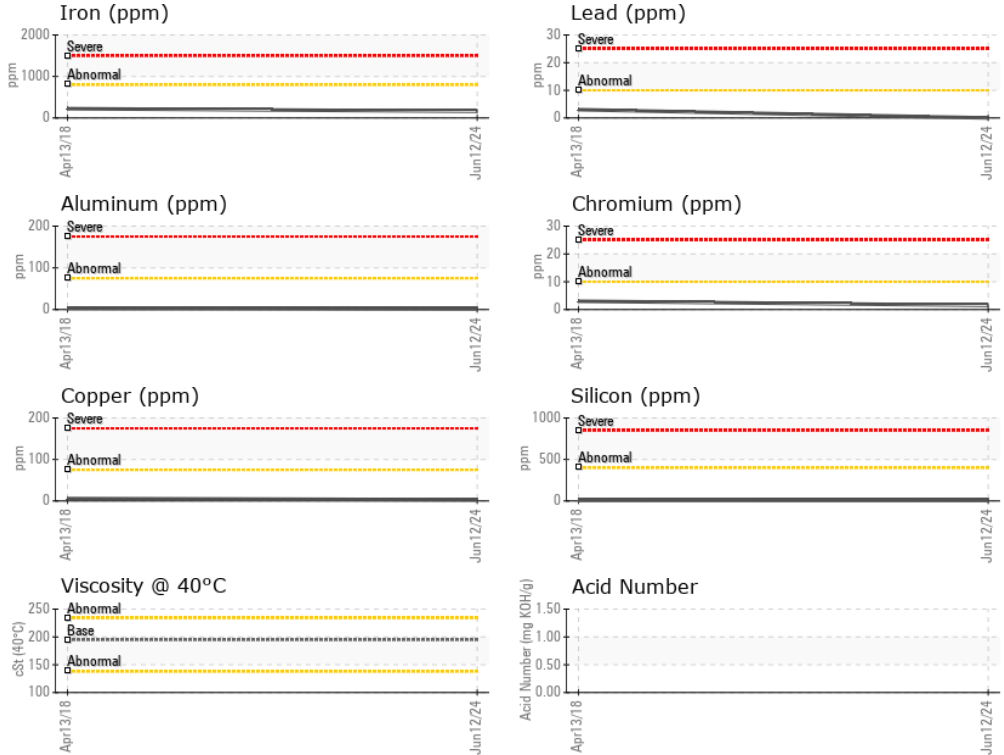 Iron (ppm)
2000
1000
0
ppm
Severe
Abnormal
Apr13/18
Jun12/24
Lead (ppm)
30
20
10
0
ppm
Severe
Abnormal
Apr13/18
Jun12/24
Aluminum (ppm)
200
100
0
ppm
Severe
Abnormal
Apr13/18
Jun12/24
Chromium (ppm)
30
20
10
0
ppm
Severe
Abnormal
Apr13/18
Jun12/24
Copper (ppm)
200
100
0
ppm
Severe
Abnormal
Apr13/18
Jun12/24
Silicon (ppm)
1000
500
0
ppm
Severe
Abnormal
Apr13/18
Jun12/24
Viscosity @ 40°C
250
200
150
100
cSt (40°C)
Abnormal
Base
Abnormal
Apr13/18
Jun12/24
Acid Number
1.50
1.00
0.50
0.00
Acid Number (mg KOH/g)
Apr13/18
Jun12/24